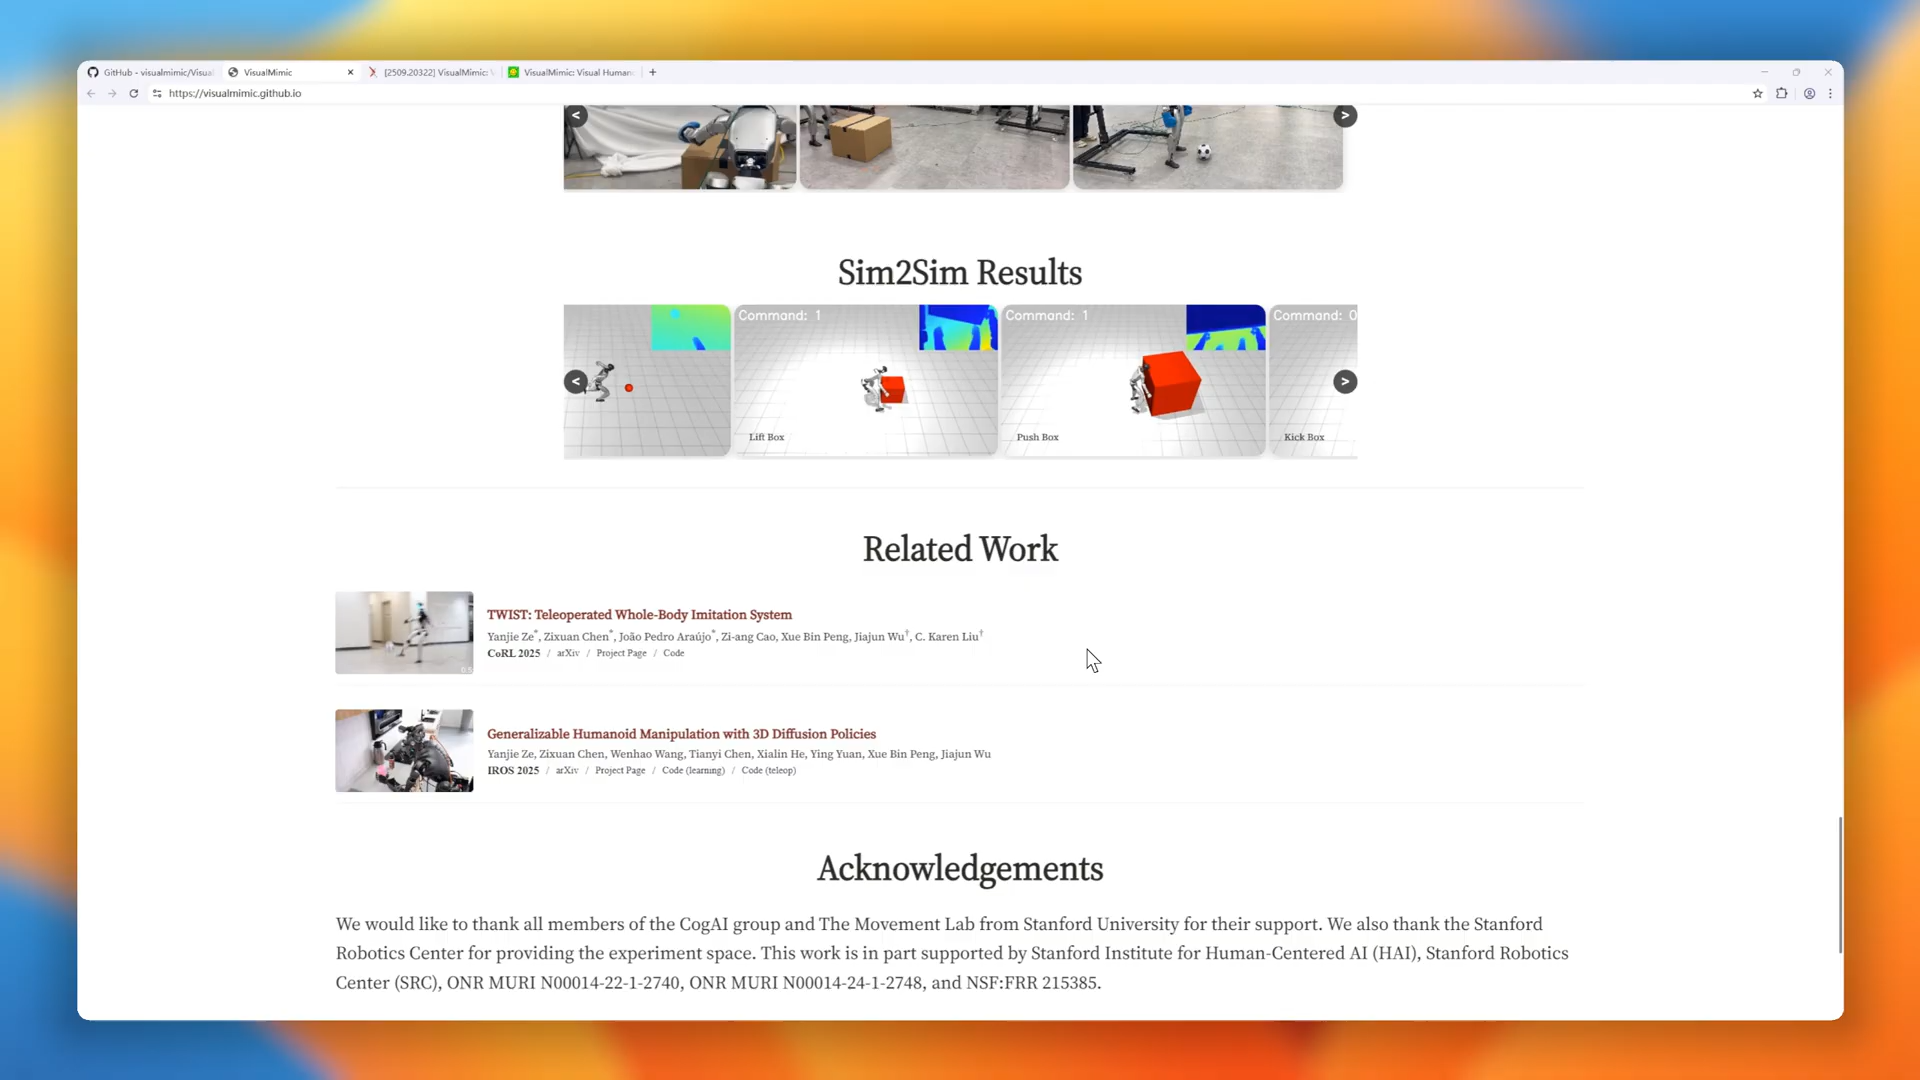 GitHub - visualmimic/Visual
VisualMimic
[2509.20322] VisualMimic: V
VisualMimic: Visual Human
https://visualmimic.github.io
Sim2Sim Results
Command: 1
Command: 1
Command: 0
Lift Box
Push Box
Kick Box
Related Work
TWIST: Teleoperated Whole-Body Imitation System
Yanjie Ze*, Zixuan Chen*, João Pedro Araújo*, Zi-ang Cao, Xue Bin Peng, Jiajun Wu†, C. Karen Liu†
CoRL 2025 / arXiv / Project Page / Code
Generalizable Humanoid Manipulation with 3D Diffusion Policies
Yanjie Ze, Zixuan Chen, Wenhao Wang, Tianyi Chen, Xialin He, Ying Yuan, Xue Bin Peng, Jiajun Wu
IROS 2025 / arXiv / Project Page / Code (learning) / Code (teleop)
Acknowledgements
We would like to thank all members of the CogAI group and The Movement Lab from Stanford University for their support. We also thank the Stanford
Robotics Center for providing the experiment space. This work is in part supported by Stanford Institute for Human-Centered AI (HAI), Stanford Robotics
Center (SRC), ONR MURI N00014-22-1-2740, ONR MURI N00014-24-1-2748, and NSF:FRR 215385.